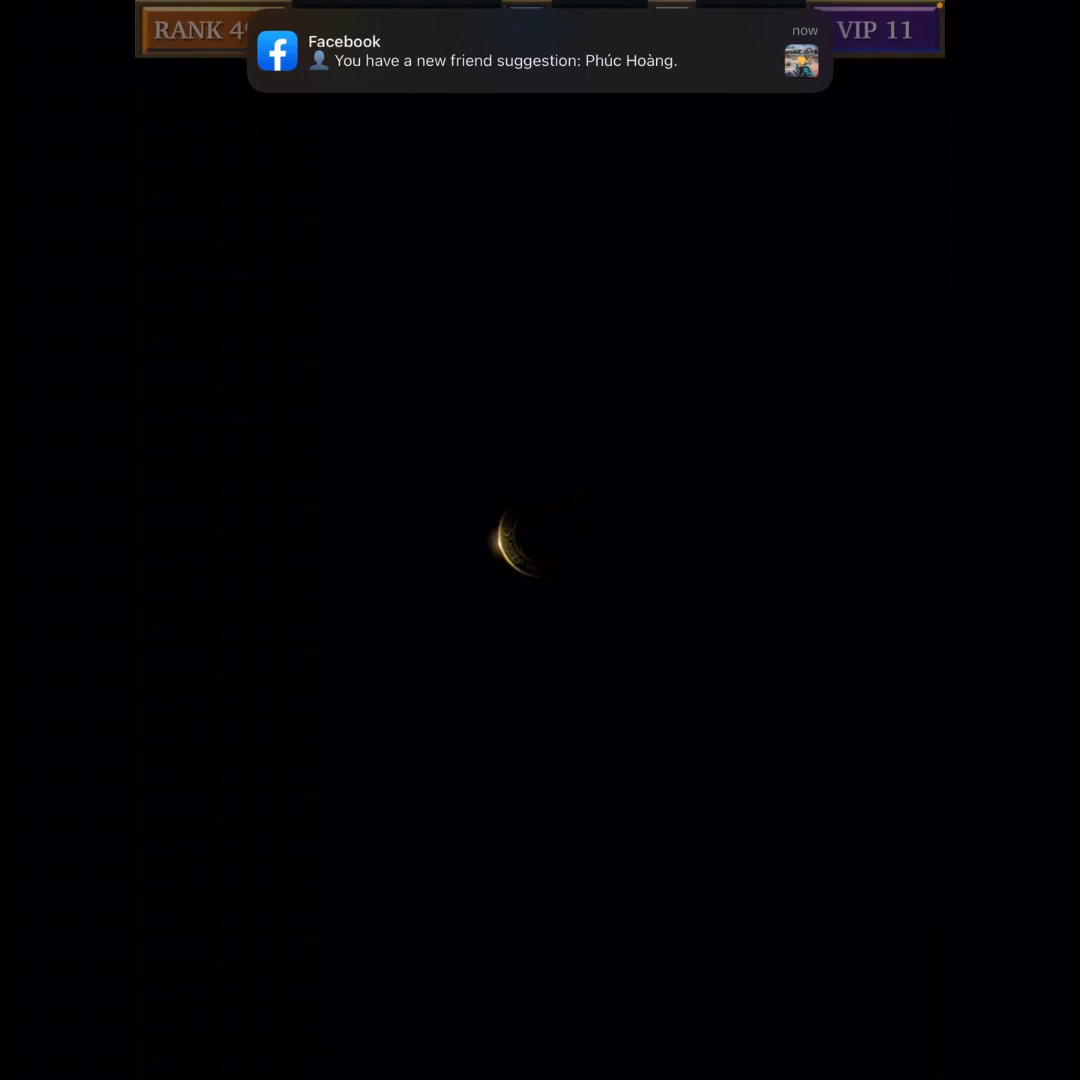 RANK 4
Facebook
now
VIP 11
👤 You have a new friend suggestion: Phúc Hoàng.